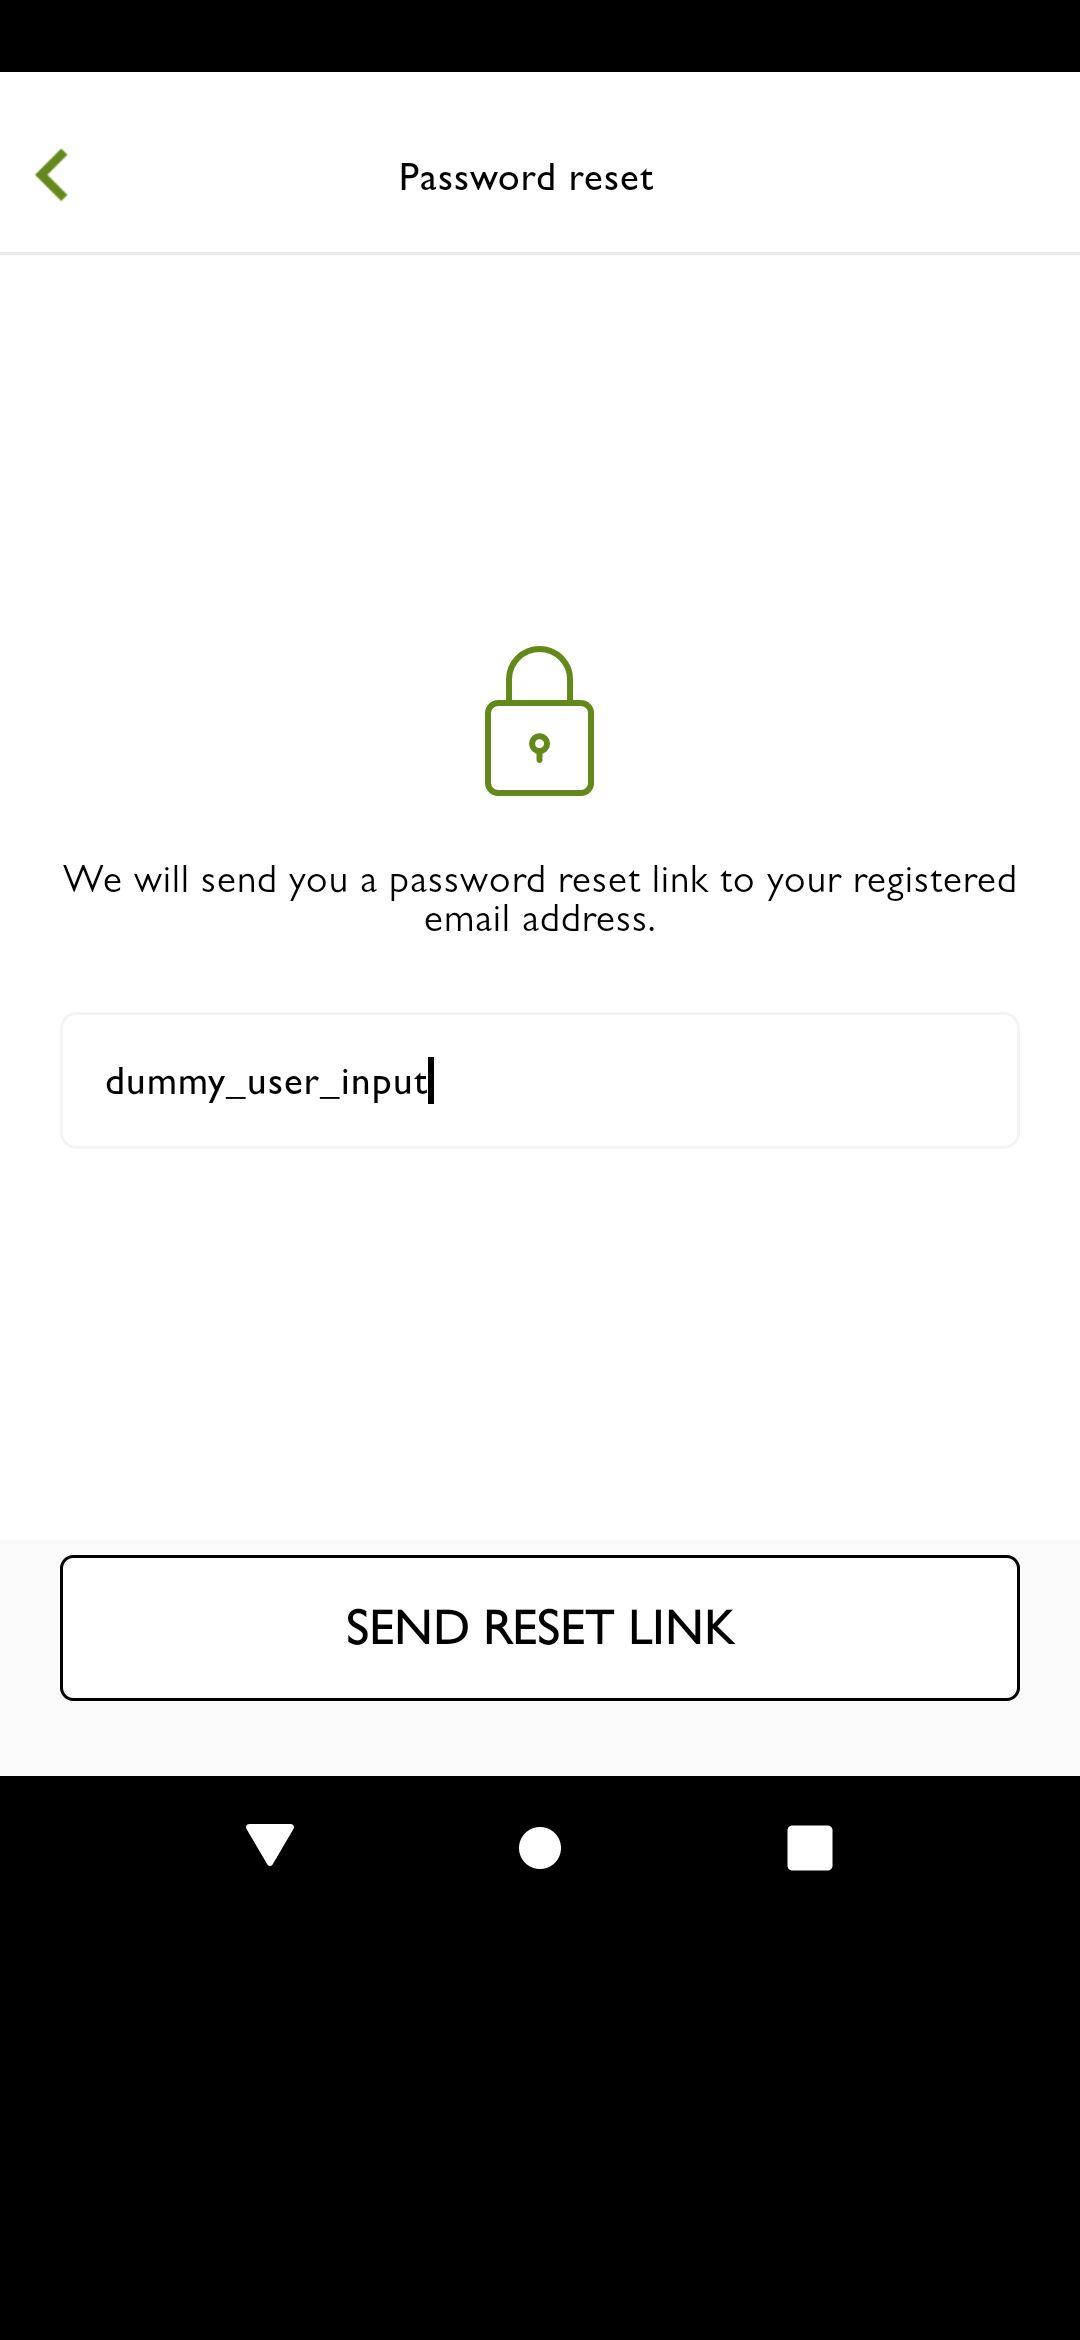 Password reset
We will send you a password reset link to your registered
email address.
dummy_user_input
SEND RESET LINK